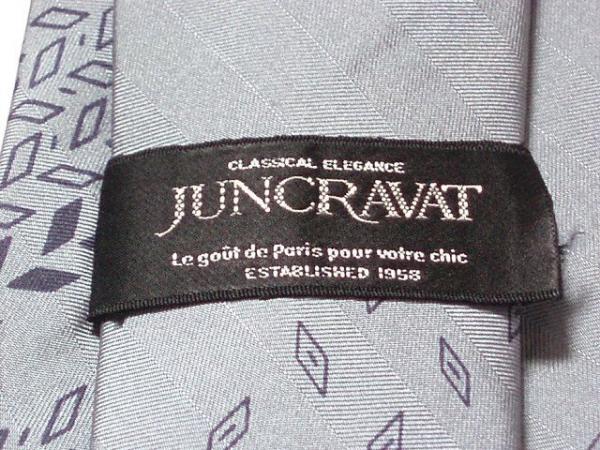 CLASSICAL ELEGANCE
JUNCRAVAT
Le goût de Paris pour votre chic
ESTABLISHED 1958